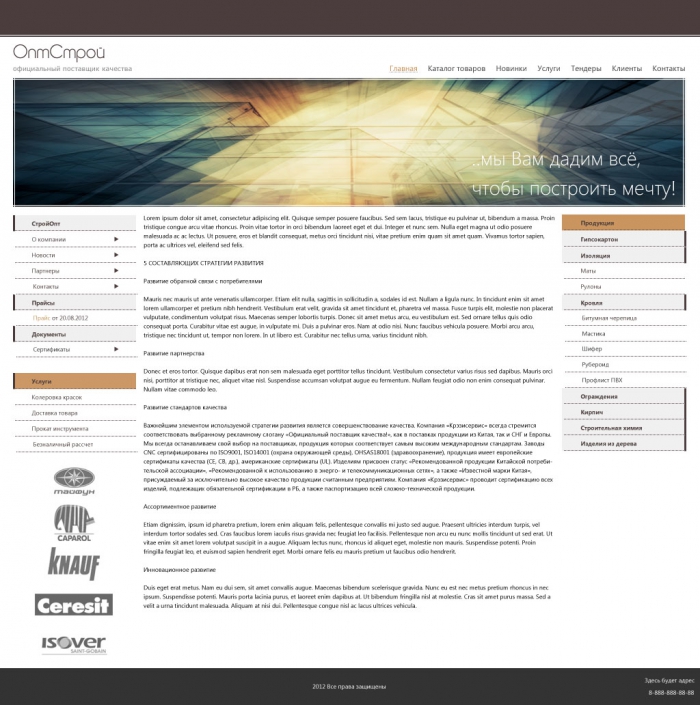 ОптСтрой
официальный поставщик качества
Главная Каталог товаров Новинки Услуги Тендеры Клиенты Контакты
..мы Вам дадим всё,
чтобы построить мечту!
СтройОпт
О компании
Новости
Партнеры
Контакты
Прайсы
Прайс от 20.08.2012
Документы
Сертификаты
Услуги
Колеровка красок
Доставка товара
Прокат инструмента
Безналичный рассчет
тайфун
CAPAROL
KNAUF
Ceresit
ISOVER
SAINT-GOBAIN
Lorem ipsum dolor sit amet, consectetur adipiscing elit. Quisque semper posuere faucibus. Sed sem lacus, tristique eu pulvinar ut, bibendum a massa. Proin
tristique congue arcu vitae rhoncus. Proin vitae tortor in orci bibendum laoreet eget et dui. Integer et nunc sem. Nulla eget magna ut odio posuere
malesuada ac ac lectus. Ut posuere, eros et blandit consequat, metus orci tincidunt nisi, vitae pretium enim quam sit amet quam. Vivamus tortor sapien,
porta ac ultrices vel, eleifend sed felis.
5 СОСТАВЛЯЮЩИХ СТРАТЕГИИ РАЗВИТИЯ
Развитие обратной связи с потребителями
Mauris nec mauris ut ante venenatis ullamcorper. Etiam elit nulla, sagittis in sollicitudin a, sodales id est. Nullam a ligula nunc. In tincidunt enim sit amet
lorem ullamcorper et pretium nibh hendrerit. Vestibulum erat velit, gravida sit amet tincidunt et, pharetra vel massa. Fusce turpis elit, molestie non placerat
vulputate, condimentum volutpat risus. Maecenas semper lobortis turpis. Donec sit amet metus arcu, eu vestibulum est. Sed ornare tellus quis odio
consequat porta. Curabitur vitae est augue, in vulputate mi. Duis a pulvinar eros. Nam at odio nisi. Nunc faucibus vehicula posuere. Morbi arcu arcu,
tristique nec tincidunt ut, tempor non lorem. In ut libero est. Curabitur nec tellus urna, varius tincidunt nibh.
Развитие партнерства
Donec et eros tortor. Quisque dapibus erat non sem malesuada eget porttitor tellus tincidunt. Vestibulum consectetur varius risus sed dapibus. Mauris orci
nisi, porttitor at tristique nec, aliquet vitae nisl. Suspendisse accumsan volutpat augue eu fermentum. Nullam feugiat odio non enim consequat pulvinar.
Nullam vitae commodo leo.
Развитие стандартов качества
Важнейшим элементом используемой стратегии развития является совершенствование качества. Компания «Крэзисервис» всегда стремится
соответствовать выбранному рекламному слогану «Официальный поставщик качества!», как в поставках продукции из Китая, так и СНГ и Европы.
Мы всегда останавливаем свой выбор на поставщиках, продукция которых соответствует самым высоким международным стандартам. Заводы
CNC сертифицированы по ISO9001, ISO14001 (охрана окружающей среды), OHSAS18001 (здравоохранение), продукция имеет европейские
сертификаты качества (CE, CB, др.), американские сертификаты (UL). Изделиям присвоен статус «Рекомендованной продукции Китайской потреби-
тельской ассоциации», «Рекомендованной к использованию в энерго- и телекоммуникационных сетях», а также «Известной марки Китая»,
присуждаемый за исключительно высокое качество продукции считанным предприятиям. Компания «Крэзисервис» проводит сертификацию всех
изделий, подлежащих обязательной сертификации в РБ, а также паспортизацию всей сложно-технической продукции.
Ассортиментное развитие
Etiam dignissim, ipsum id pharetra pretium, lorem enim aliquam felis, pellentesque convallis mi justo sed augue. Praesent ultricies interdum turpis, vel
interdum tortor sodales sed. Cras faucibus lorem iaculis risus gravida nec feugiat leo facilisis. Pellentesque non arcu eu nunc mollis tincidunt ut sed erat. Ut
vitae enim sit amet lorem volutpat suscipit in a augue. Aliquam lectus nunc, rhoncus id aliquet eget, molestie non mauris. Suspendisse potenti. Proin
fringilla feugiat leo, et euismod sapien hendrerit eget. Morbi ornare felis eu mauris pretium ut faucibus odio hendrerit.
Инновационное развитие
Duis eget erat metus. Nam eu dui sem, sit amet convallis augue. Maecenas bibendum scelerisque gravida. Nunc eu est nec metus pretium rhoncus in nec
ipsum. Suspendisse potenti. Mauris porta lacinia purus, et laoreet enim dapibus at. Ut bibendum fringilla nisl at molestie. Cras sit amet purus massa. Sed a
velit a urna tincidunt malesuada. Aliquam at nisi dui. Pellentesque congue nisl ac lacus ultrices vehicula.
Продукция
Гипсокартон
Изоляция
Маты
Рулоны
Кровля
Битумная черепица
Мастика
Шифер
Рубероид
Профлист ПВХ
Ограждения
Кирпич
Строительная химия
Изделия из дерева
2012 Все права защищены
Здесь будет адрес
8-888-888-88-88